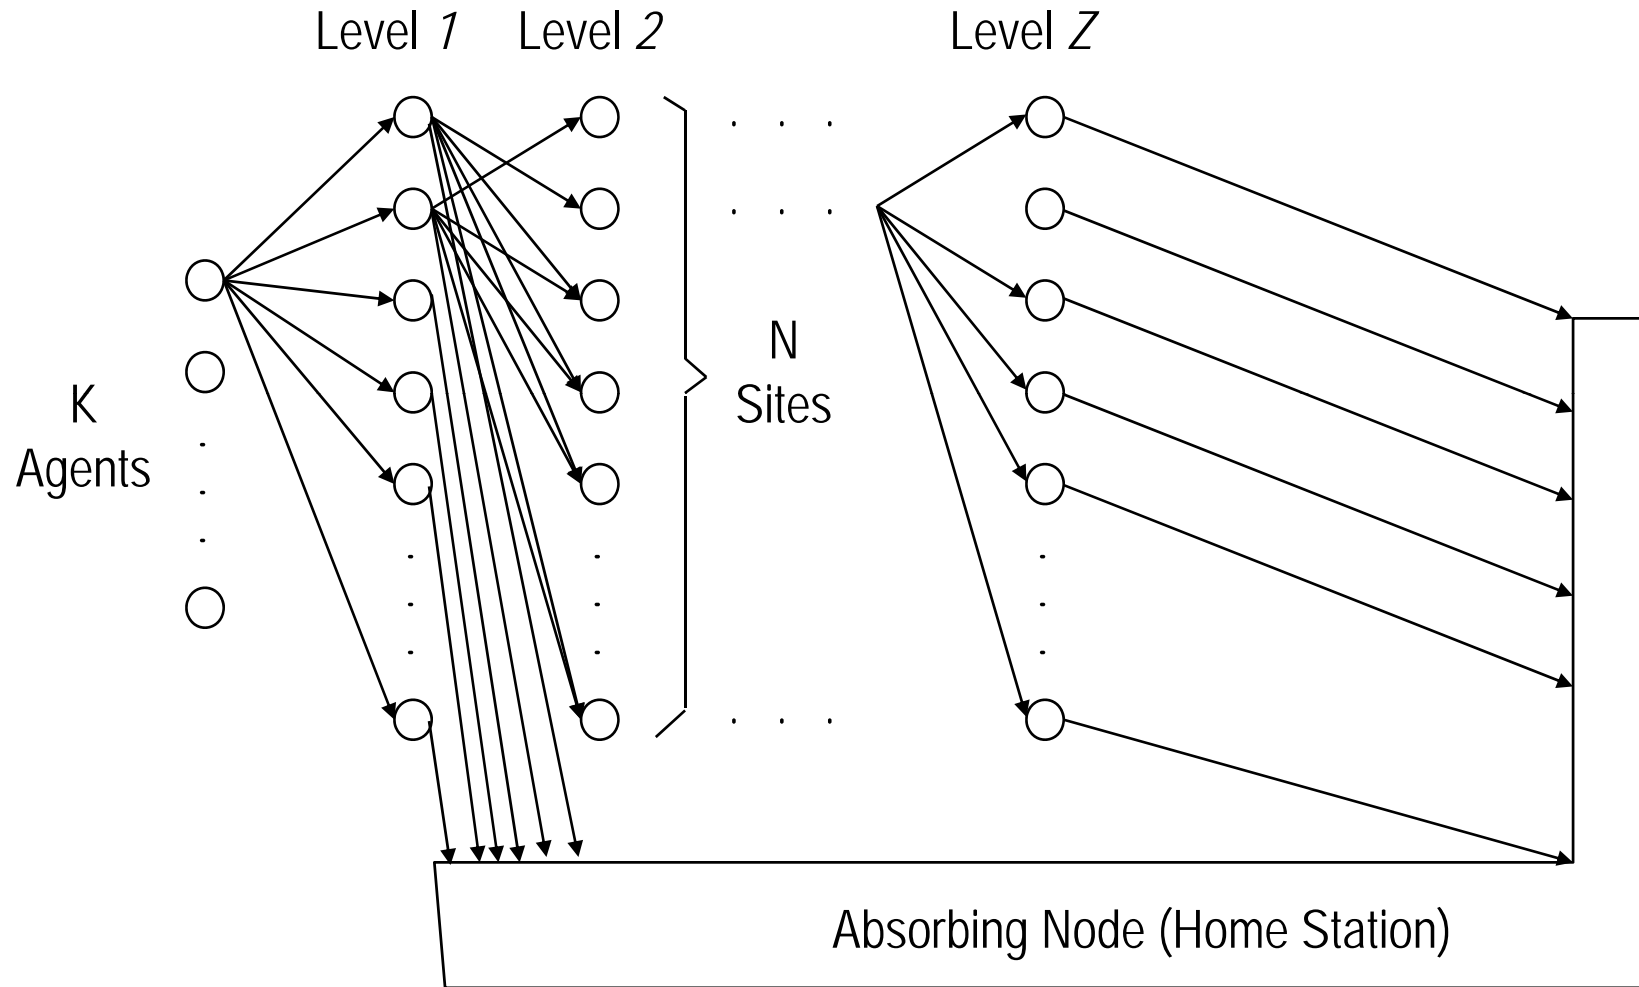 Level 1
Level 2
Level Z
. . .
. . .
N
Sites
K
Agents
. . .
Absorbing Node (Home Station)